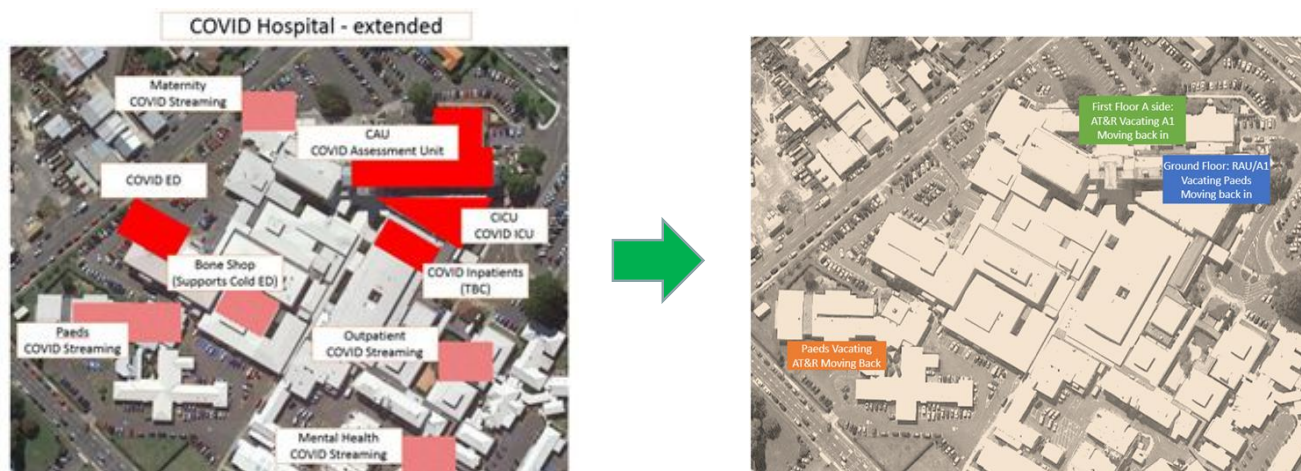 COVID Hospital - extended
Maternity
COVID Streaming
CAU
COVID Assessment Unit
COVID ED
CICU
COVID ICU
Bone Shop
(Supports Cold ED)
COVID Inpatients
(TBC)
Paeds
COVID Streaming
Outpatient
COVID Streaming
Mental Health
COVID Streaming
First Floor A side:
AT&R Vacating A1
Moving back in
Ground Floor: RAU/A1
Vacating Paeds
Moving back in
Paeds Vacating
AT&R Moving Back